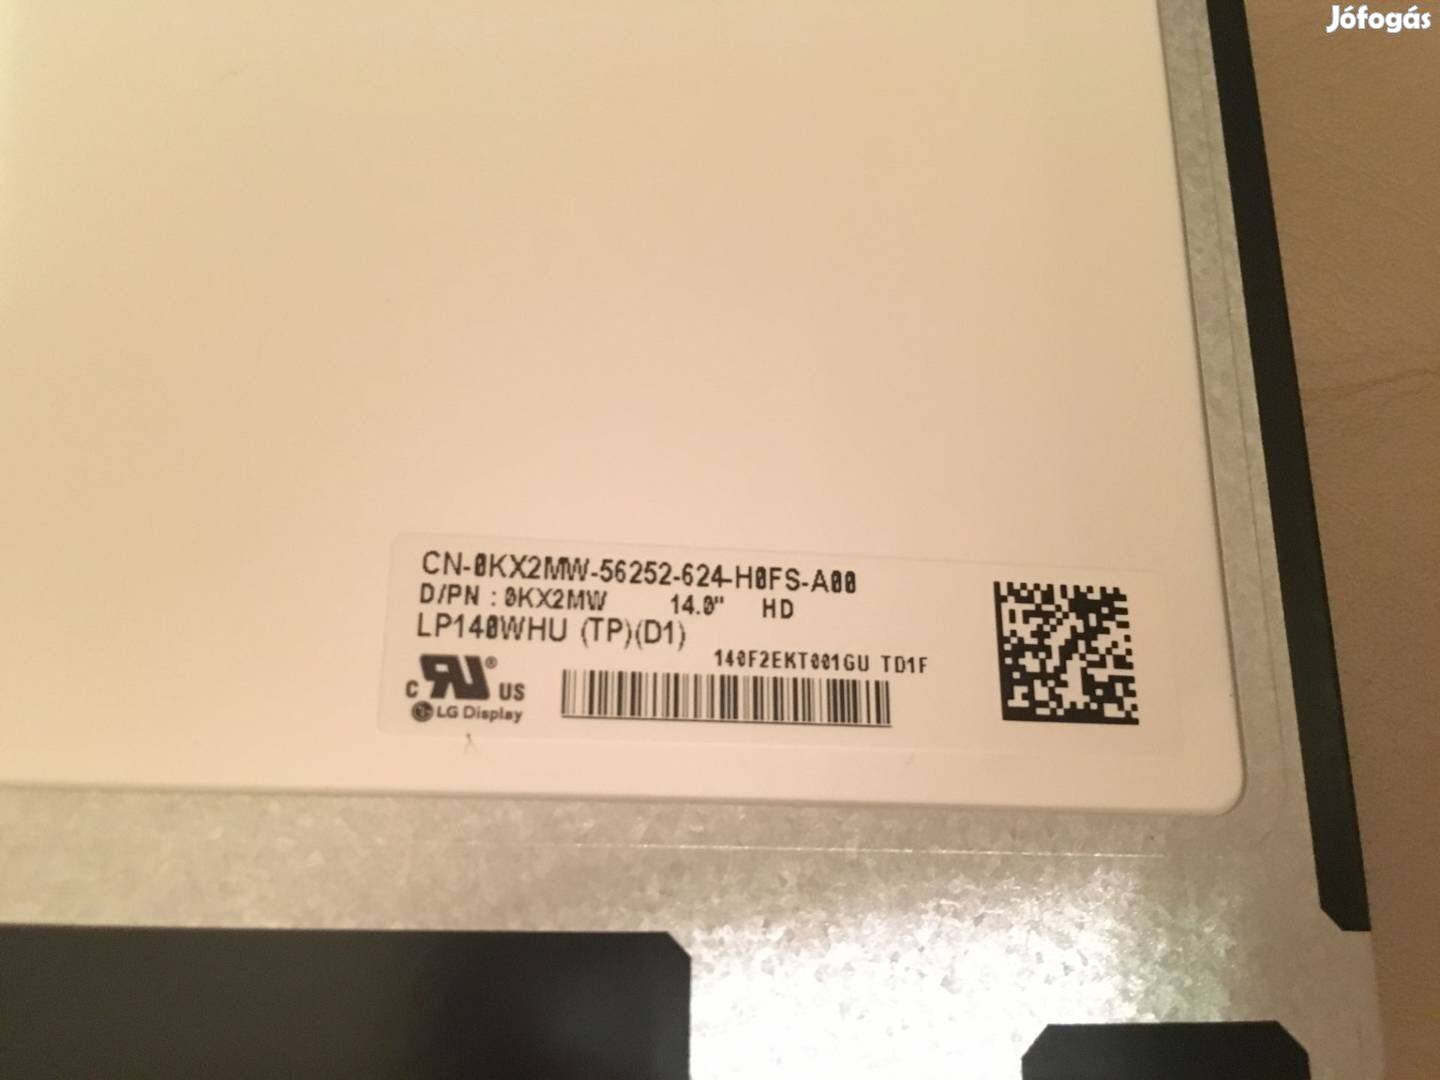 Jófogás
CN-0KX2MW-56252-624-H0FS-A00
D/PN : 0KX2MW 14.0" HD
LP140WHU (TP)(D1)
140F2EKT001GU TD1F
C RU® US
LG Display